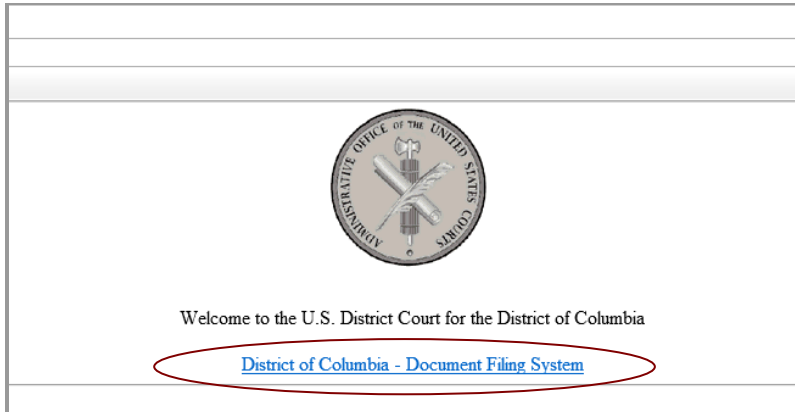 ADMINISTRATIVE OFFICE OF THE UNITED STATES COURTS
Welcome to the U.S. District Court for the District of Columbia
District of Columbia - Document Filing System